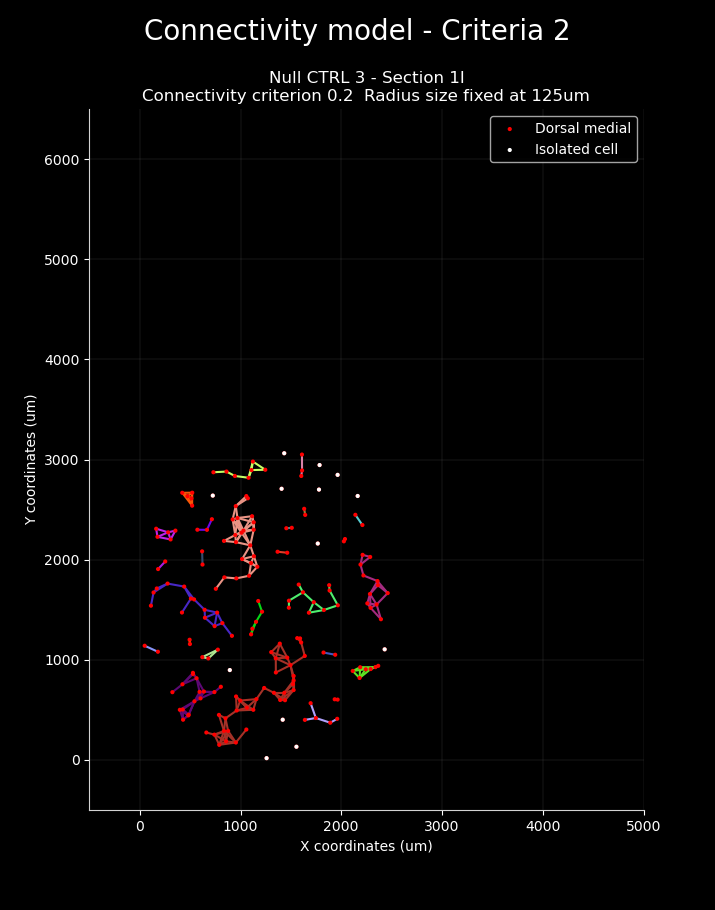 Connectivity model - Criteria 2
Null CTRL 3 - Section 1l
Connectivity criterion 0.2  Radius size fixed at 125um
Dorsal medial
Isolated cell
6000
5000
4000
3000
2000
1000
0
Y coordinates (um)
0 1000 2000 3000 4000 5000
X coordinates (um)